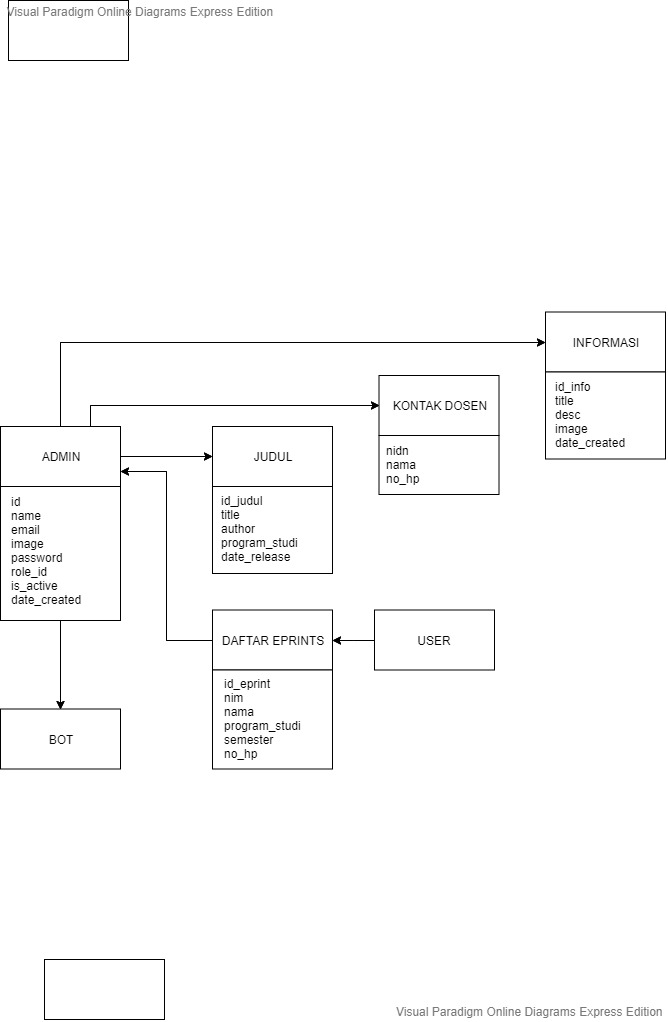 Visual Paradigm Online Diagrams Express Edition
INFORMASI
id_info
title
desc
image
date_created
KONTAK DOSEN
nidn
nama
no_hp
ADMIN
id
name
email
image
password
role_id
is_active
date_created
JUDUL
id_judul
title
author
program_studi
date_release
DAFTAR EPRINTS
id_eprint
nim
nama
program_studi
semester
no_hp
USER
BOT
Visual Paradigm Online Diagrams Express Edition